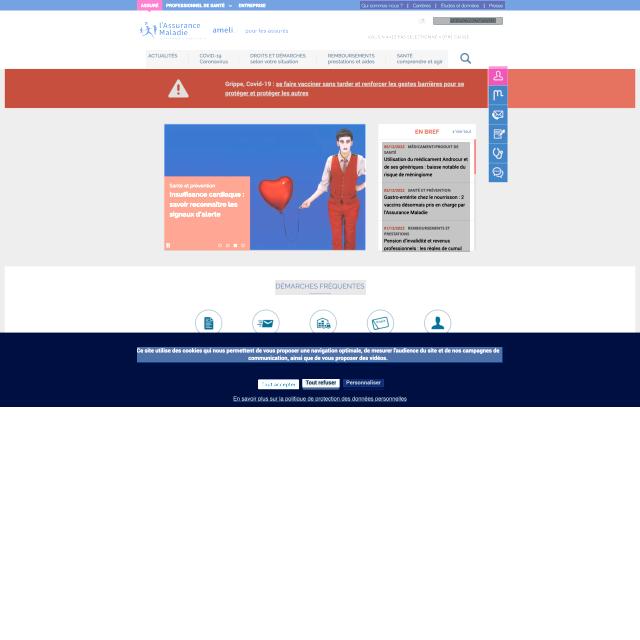 ASSURÉ PROFESSIONNEL DE SANTÉ ENTREPRISE
Qui sommes-nous ? | Carrières | Études et données | Presse
l'Assurance
Maladie
ameli
pour les assurés
ACTUALITÉS
COVID-19
Coronavirus
DROITS ET DÉMARCHES
selon votre situation
REMBOURSEMENTS
prestations et aides
SANTÉ
comprendre et agir
Grippe, Covid-19 : se faire vacciner sans tarder et renforcer les gestes barrières pour se
protéger et protéger les autres
Santé et prévention
Insuffisance cardiaque :
savoir reconnaître les
signaux d'alerte
EN BREF
MÉDICAMENT/PRODUIT DE
SANTÉ
Utilisation du médicament Androcur et
de ses génériques : baisse notable du
risque de méningiome
SANTÉ ET PRÉVENTION
Gastro-entérite chez le nourrisson : 2
vaccins désormais pris en charge par
l'Assurance Maladie
REMBOURSEMENTS ET
PRESTATIONS
Pension d'invalidité et revenus
professionnels : les règles de cumul
DÉMARCHES FRÉQUENTES
Ce site utilise des cookies qui nous permettent de vous proposer une navigation optimale, de mesurer l'audience du site et de nos campagnes de
communication, ainsi que de vous proposer des vidéos.
Tout accepter Tout refuser Personnaliser
En savoir plus sur la politique de protection des données personnelles